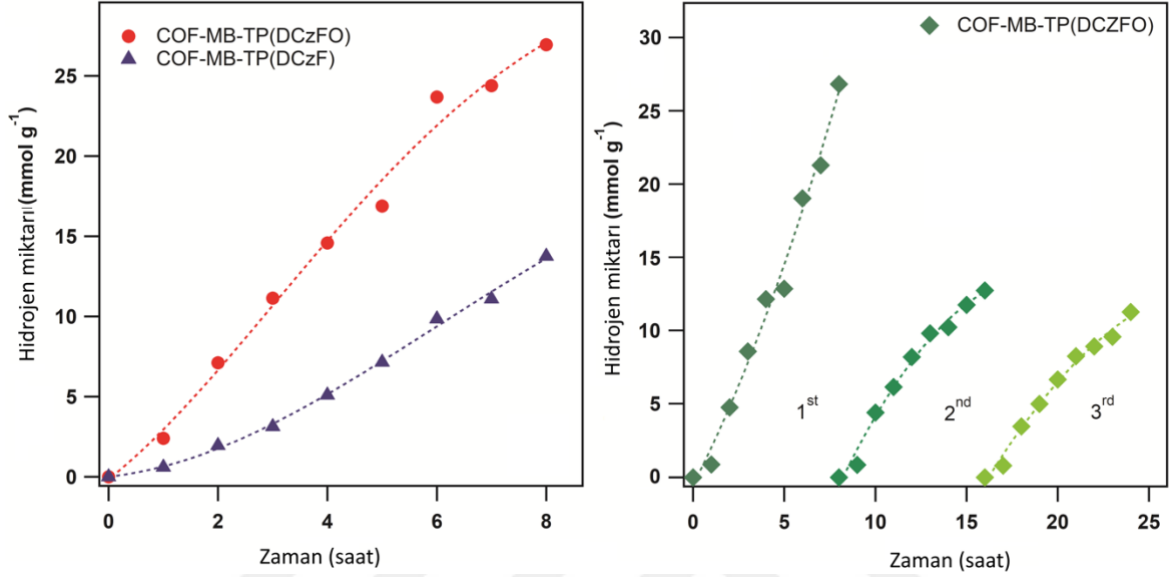 COF-MB-TP(DCzFO)
COF-MB-TP(DCzF)
Hidrojen miktarı (mmol g-1)
25
20
15
10
5
0
0 2 4 6 8
Zaman (saat)
COF-MB-TP(DCZFO)
Hidrojen miktarı (mmol g-1)
30
25
20
15
10
5
0
1st
2nd
3rd
0 5 10 15 20 25
Zaman (saat)